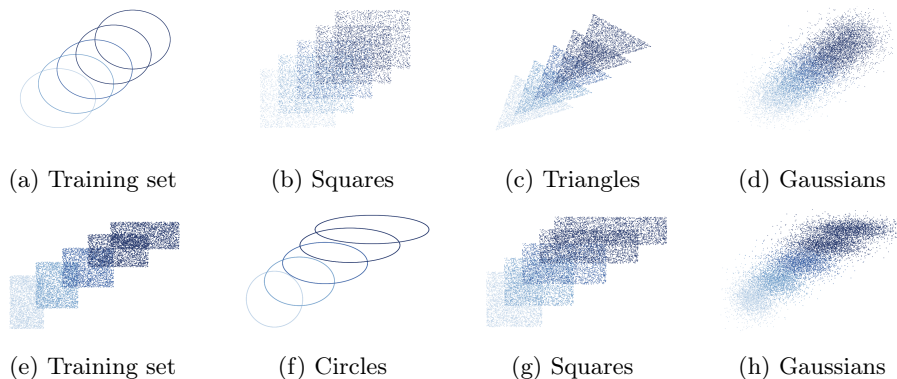 (a) Training set (b) Squares (c) Triangles (d) Gaussians
(e) Training set (f) Circles (g) Squares (h) Gaussians